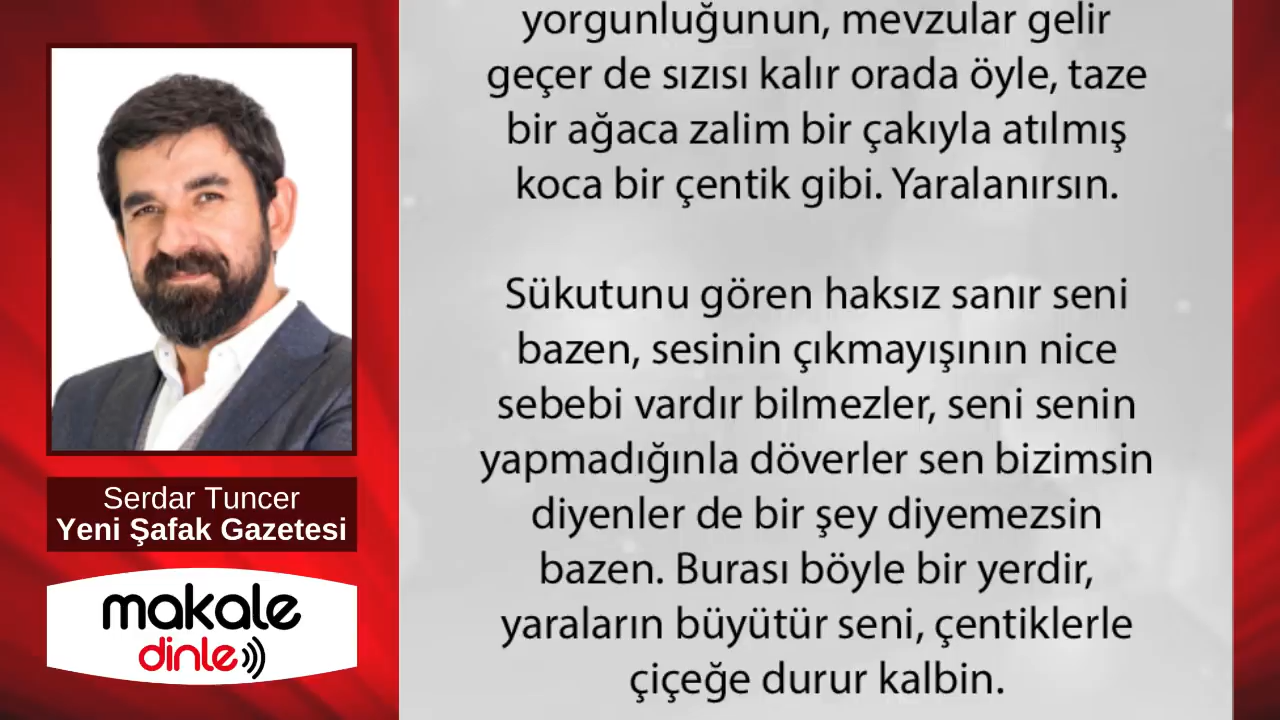 yorgunluğunun, mevzular gelir
geçer de sızısı kalır orada öyle, taze
bir ağaca zalim bir çakıyla atılmış
koca bir çentik gibi. Yaralanırsın.
Sükutunu gören haksız sanır seni
bazen, sesinin çıkmayışının nice
sebebi vardır bilmezler, seni senin
yapmadığınla döverler sen bizimsin
diyenler de bir şey diyemezsin
bazen. Burası böyle bir yerdir,
yaraların büyütür seni, çentiklerle
çiçeğe durur kalbin.
Serdar Tuncer
Yeni Şafak Gazetesi
makale
dinle